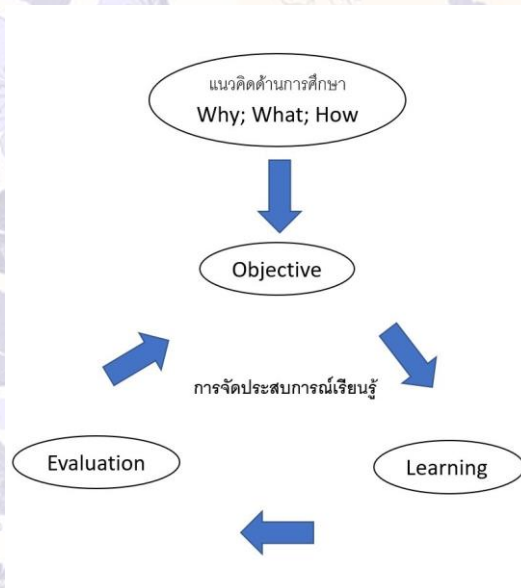 แนวคิดด้านการศึกษา
Why; What; How
Objective
การจัดประสบการณ์เรียนรู้
Evaluation
Learning